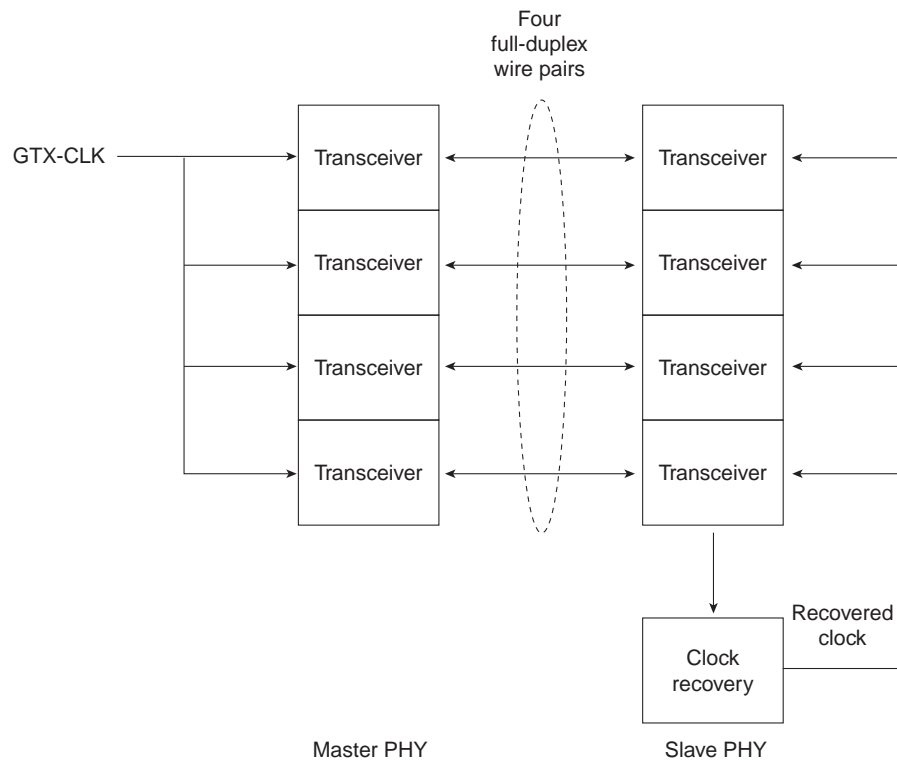 Four
full-duplex
wire pairs
GTX-CLK
Transceiver
Transceiver
Transceiver
Transceiver
Transceiver
Transceiver
Transceiver
Transceiver
Recovered
clock
Clock
recovery
Master PHY
Slave PHY